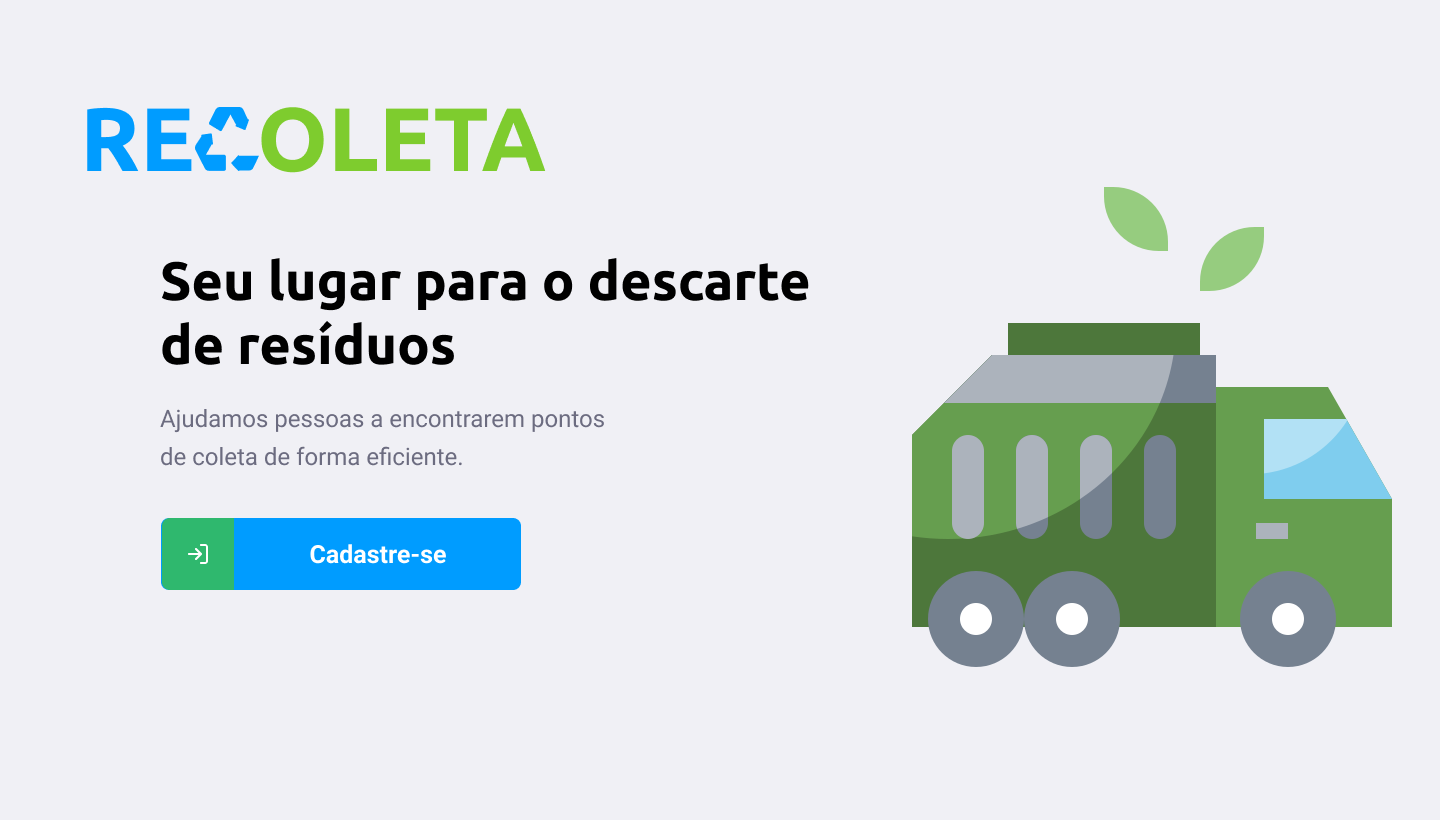 RECOLETA
Seu lugar para o descarte
de resíduos
Ajudamos pessoas a encontrarem pontos
de coleta de forma eficiente.
Cadastre-se